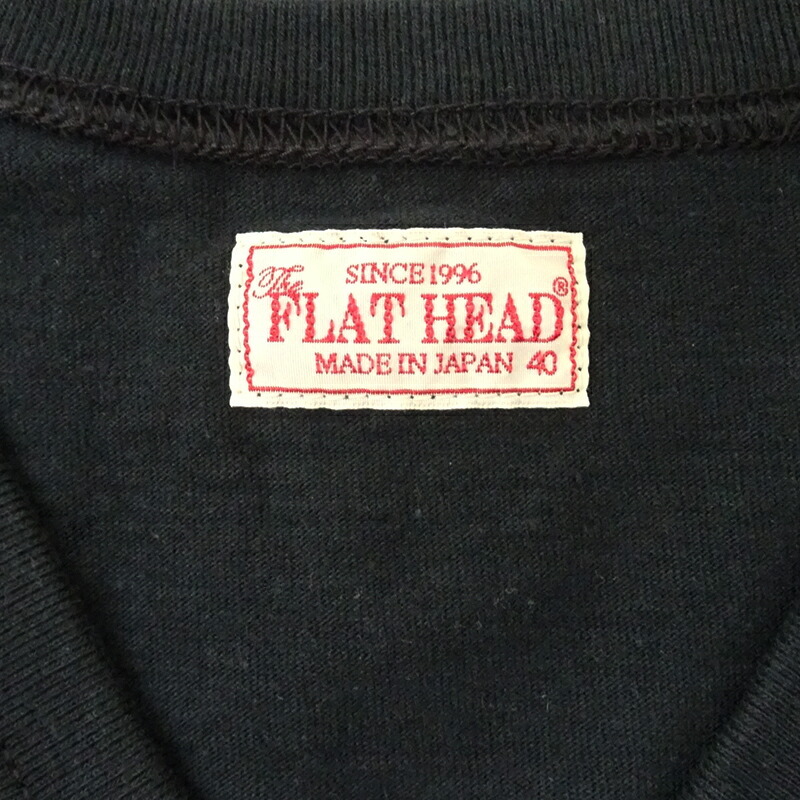 SINCE 1996
The
FLAT HEAD®
MADE IN JAPAN 40